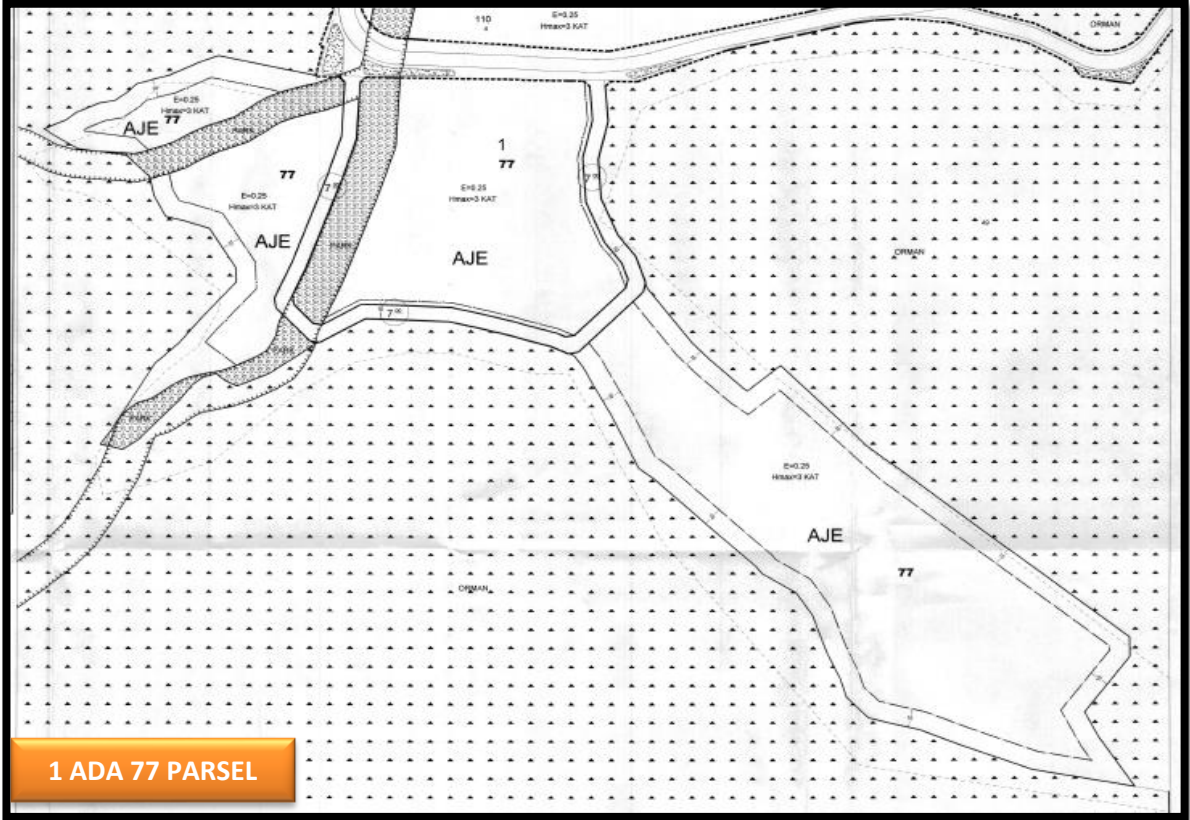 110
E=0.25
Hmax=3 KAT
ORMAN
E=0.25
Hmax=3 KAT
77
AJE
PARK
1
77
77
7.00
7.00
E=0.25
Hmax=3 KAT
E=0.25
Hmax=3 KAT
AJE
PARK
AJE
49
ORMAN
7.00
PARK
PARK
E=0.25
Hmax=3 KAT
AJE
77
ORMAN
1 ADA 77 PARSEL